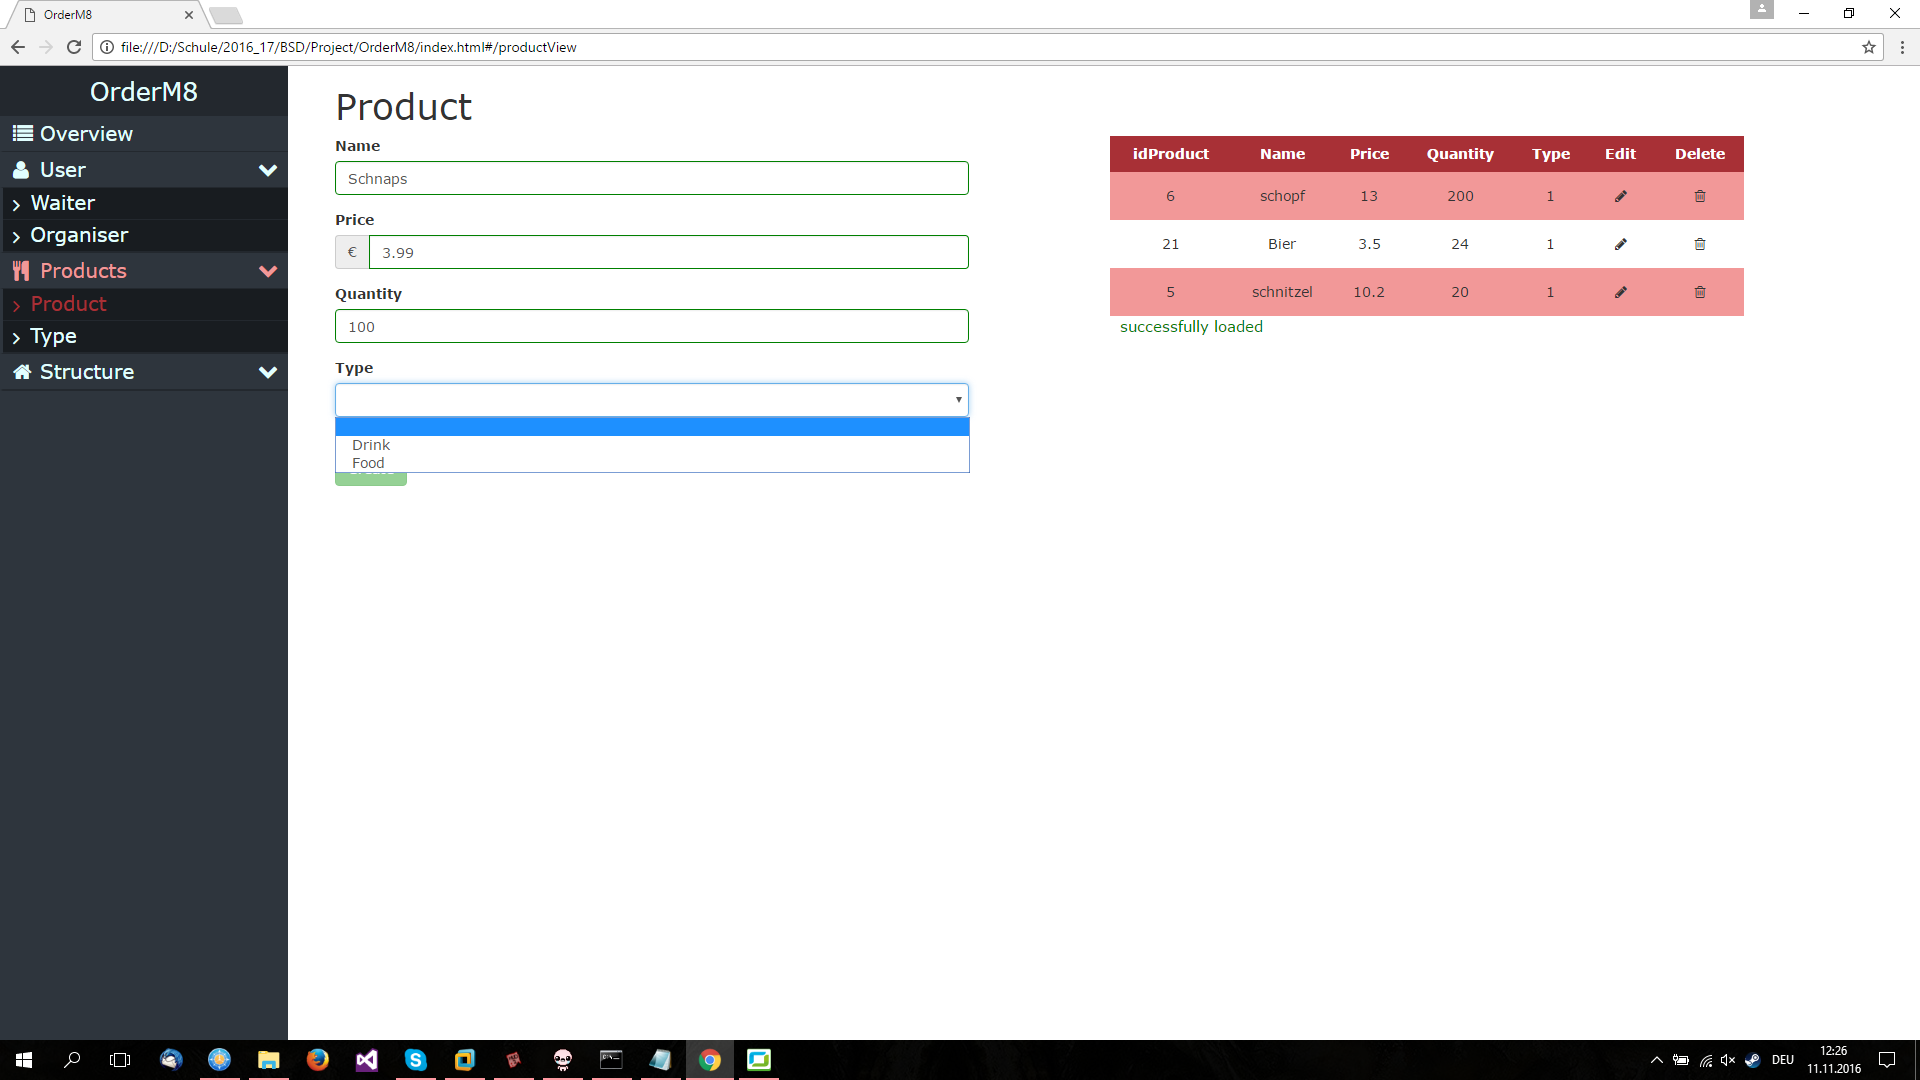 OrderM8
file:///D:/Schule/2016_17/BSD/Project/OrderM8/index.html#/productView
OrderM8
Overview
User
Waiter
Organiser
Products
Product
Type
Structure
Product
Name
Schnaps
Price
€ 3.99
Quantity
100
Type
Drink
Food
idProduct Name Price Quantity Type Edit Delete
6 schopf 13 200 1
21 Bier 3.5 24 1
5 schnitzel 10.2 20 1
successfully loaded
DEU
12:26
11.11.2016